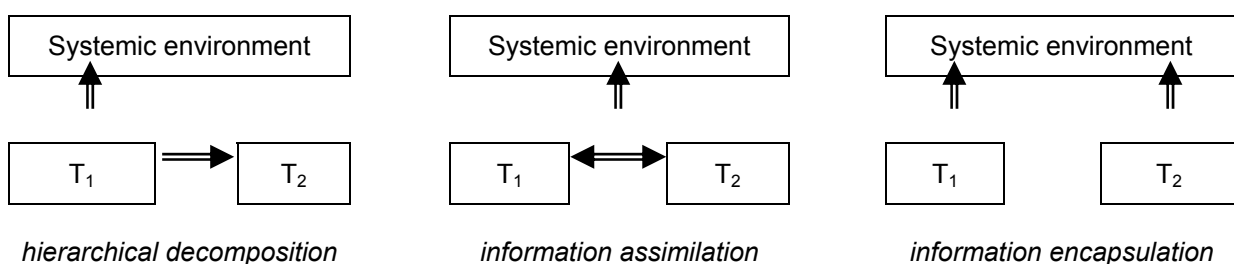 Systemic environment Systemic environment Systemic environment
T₁ T₂ T₁ T₂ T₁ T₂
hierarchical decomposition information assimilation information encapsulation